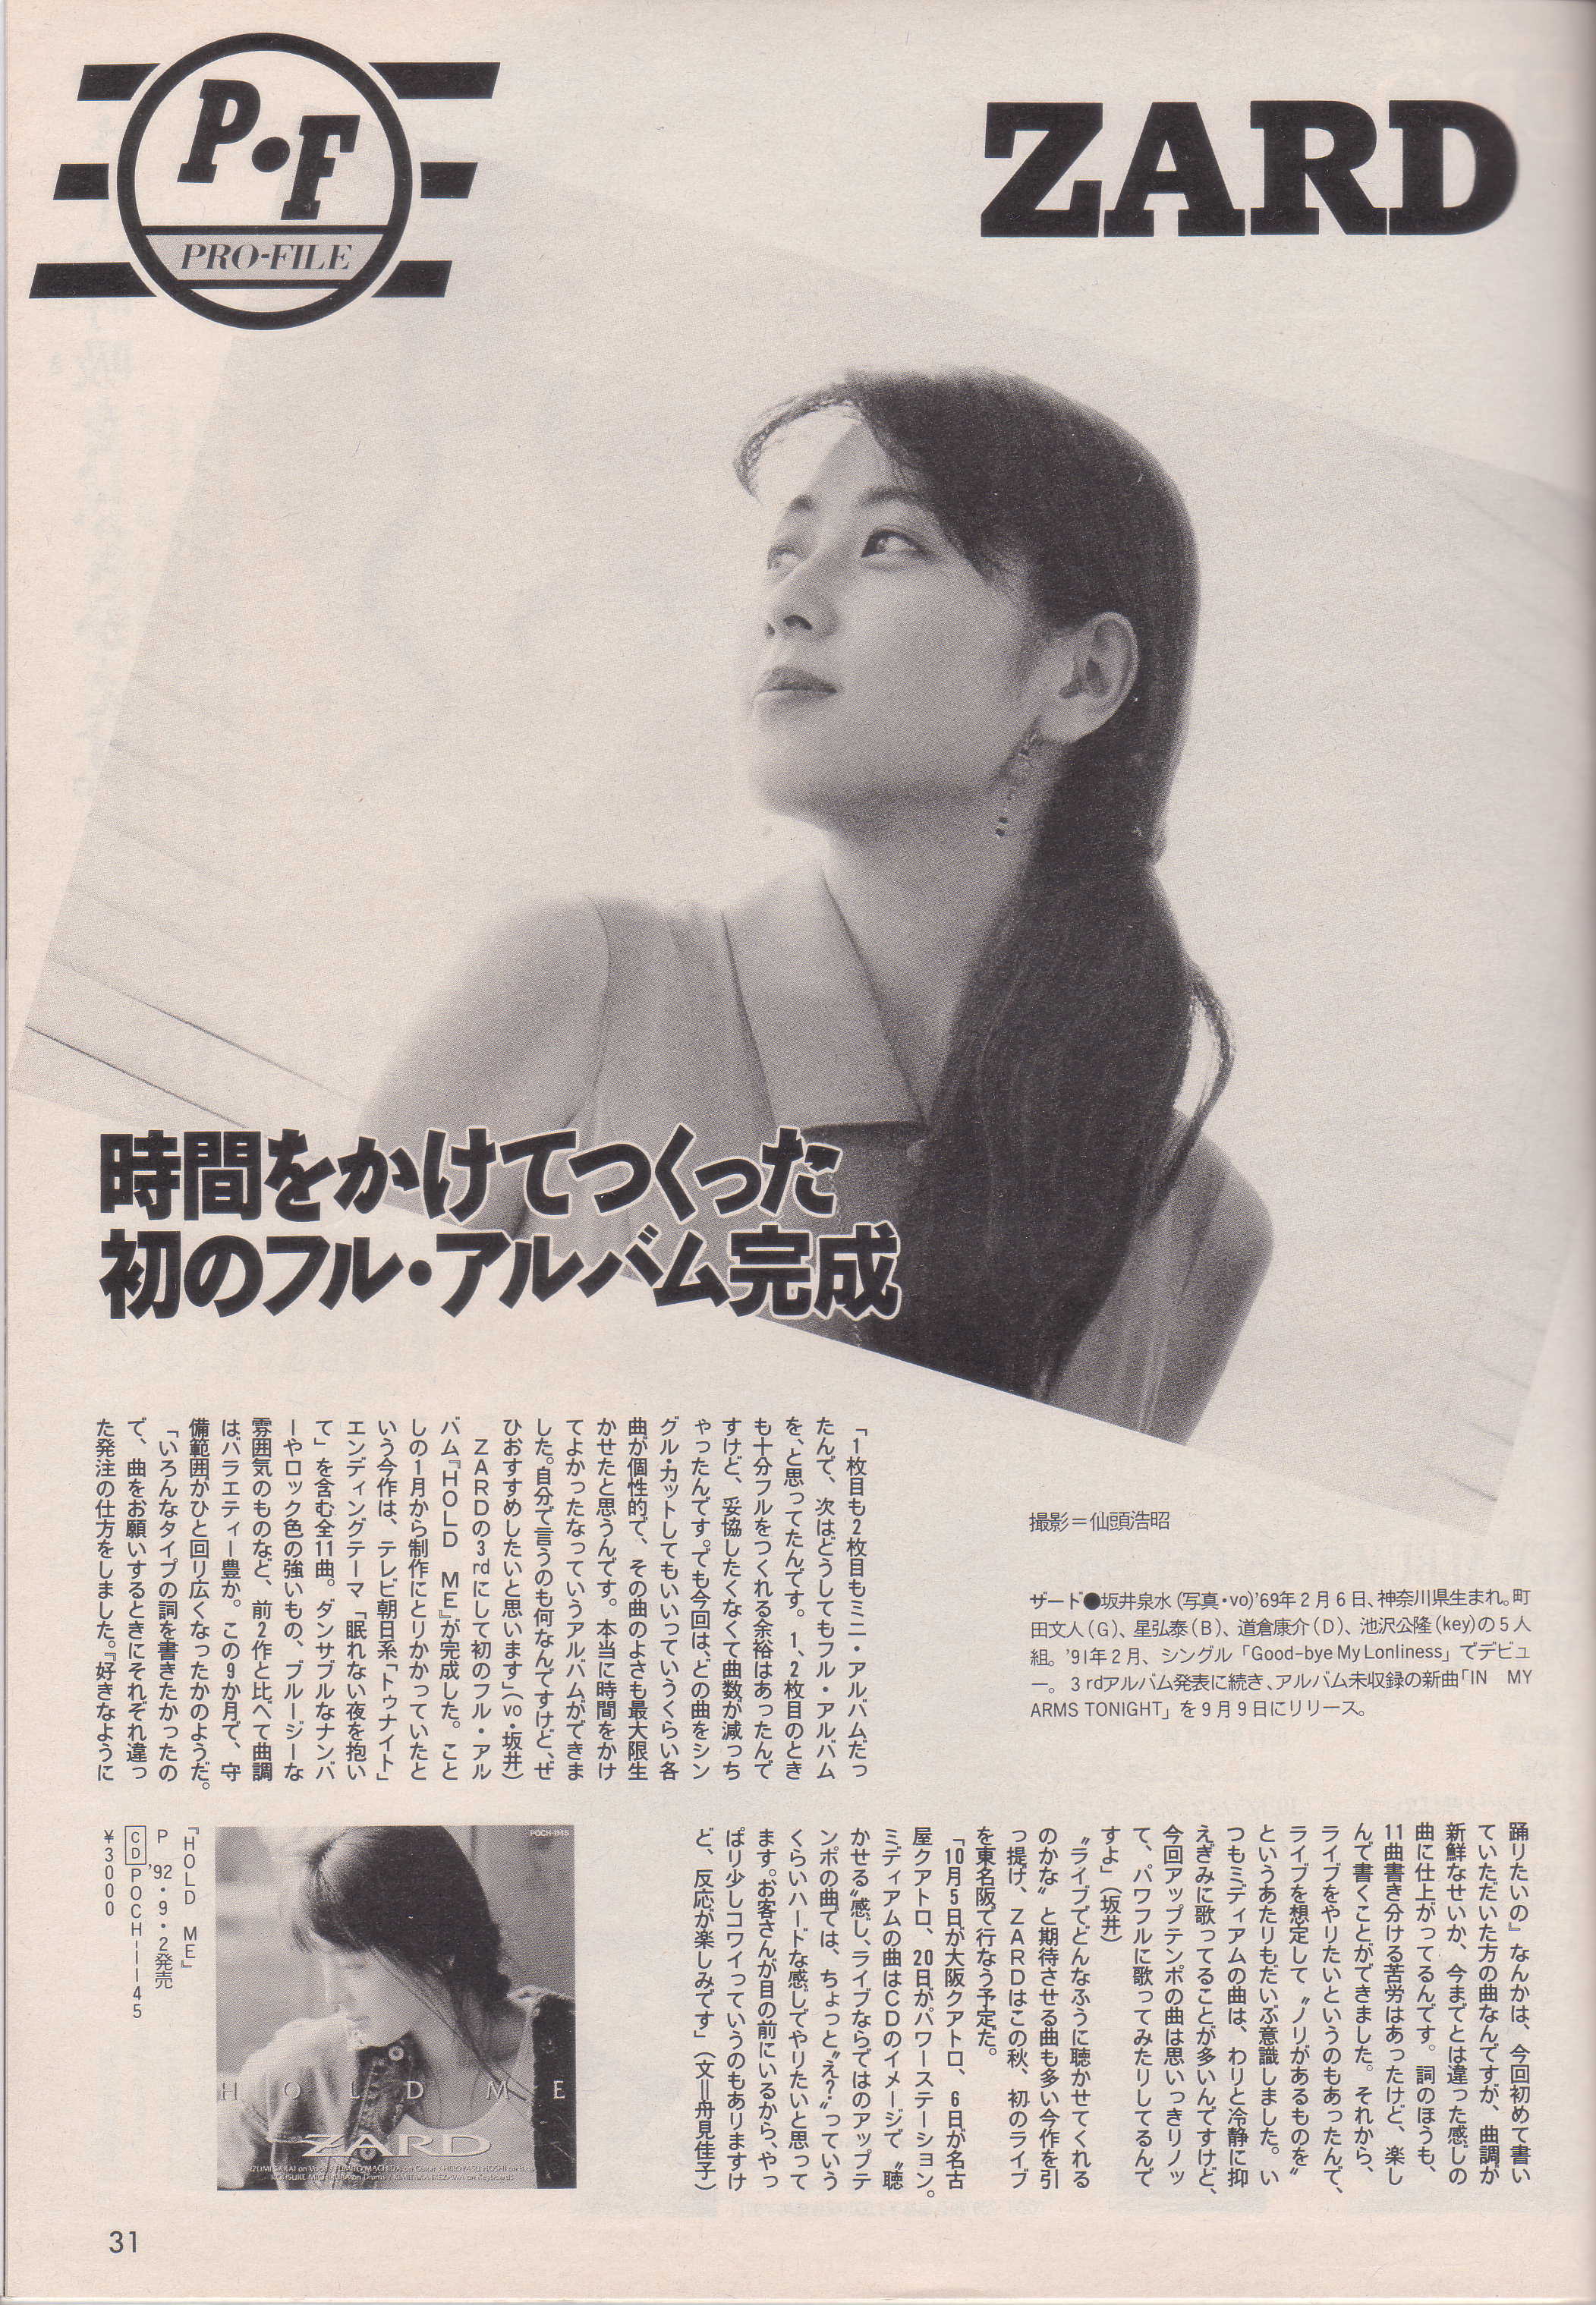 P・F
PRO-FILE
ZARD
時間をかけてつくった
初のフル・アルバム完成
撮影＝仙頭浩昭
ザード●坂井泉水(写真・vo)'69年2月6日、神奈川県生まれ。町
田文人(G)、星弘泰(B)、道倉康介(D)、池沢公隆(key)の5人
組。'91年2月、シングル「Good-bye My Lonliness」でデビュ
ー。3rdアルバム発表に続き、アルバム未収録の新曲「IN MY
ARMS TONIGHT」を9月9日にリリース。
「1枚目も2枚目もミニ・アルバムだっ
たんで、次はどうしてもフル・アルバム
を、と思ってたんです。1、2枚目のとき
も十分フルをつくれる余裕はあったんで
すけど、妥協したくなくて曲数が減っち
ゃったんです。でも今回は、どの曲をシン
グル・カットしてもいいっていうくらい各
曲が個性的で、その曲のよさも最大限生
かせたと思うんです。本当に時間をかけ
てよかったなっていうアルバムができま
した。自分で言うのも何なんですけど、ぜ
ひおすすめしたいと思います」(vo・坂井)
ZARDの3rdにして初のフル・アル
バム『HOLD ME』が完成した。こと
しの1月から制作にとりかかっていたと
いう今作は、テレビ朝日系「トゥナイト」
エンディングテーマ「眠れない夜を抱い
て」を含む全11曲。ダンサブルなナンバ
ーやロック色の強いもの、ブルージーな
雰囲気のものなど、前2作と比べて曲調
はバラエティー豊か。この9か月で、守
備範囲がひと回り広くなったかのようだ。
「いろんなタイプの詞を書きたかったの
で、曲をお願いするときにそれぞれ違っ
た発注の仕方をしました。『好きなように
踊りたいの』なんかは、今回初めて書い
ていただいた方の曲なんですが、曲調が
新鮮なせいか、今までとは違った感じの
曲に仕上がってるんです。詞のほうも、
11曲書き分ける苦労はあったけど、楽し
んで書くことができました。それから、
ライブをやりたいというのもあったんで、
ライブを想定して〝ノリがあるものを〟
というあたりもだいぶ意識しました。い
つもミディアムの曲は、わりと冷静に抑
えぎみに歌ってることが多いんですけど、
今回アップテンポの曲は思いっきりノッ
て、パワフルに歌ってみたりしてるんで
すよ」(坂井)
〝ライブでどんなふうに聴かせてくれる
のかな〟と期待させる曲も多い今作を引
っ提げ、ZARDはこの秋、初のライブ
を東名阪で行なう予定だ。
「10月5日が大阪クアトロ、6日が名古
屋クアトロ、20日がパワーステーション。
ミディアムの曲はCDのイメージで〝聴
かせる〟感じ、ライブならではのアップテ
ンポの曲では、ちょっと〝え?〟っていう
くらいハードな感じでやりたいと思って
ます。お客さんが目の前にいるから、やっ
ぱり少しコワイっていうのもありますけ
ど、反応が楽しみです」(文＝舟見佳子)
POCH-1145
HOLD ME
ZARD
『HOLD ME』
P '92・9・2発売
CD POCH—1145
¥3000
31